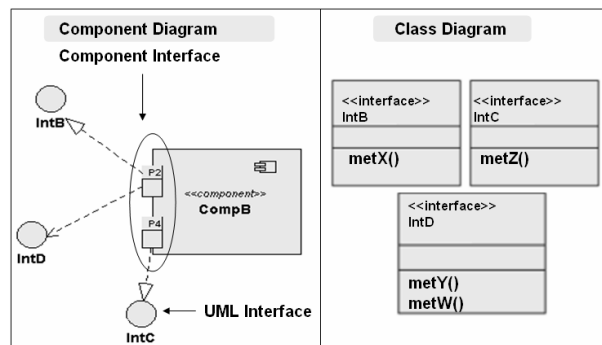 Component Diagram
Component Interface
IntB
P2
<<component>>
CompB
P4
IntD
UML Interface
IntC
Class Diagram
<<interface>>
IntB
metX()
<<interface>>
IntC
metZ()
<<interface>>
IntD
metY()
metW()